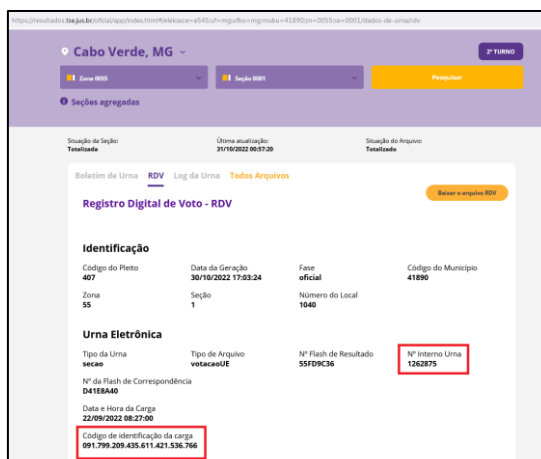 https://resultados.tse.jus.br/oficial/app/index.html#/eleicao;e=e545;uf=mg;ufbu=mg;mubu=41890;zn=0055;se=0001/dados-de-urna/rdv
Cabo Verde, MG
2º TURNO
Zona 0055 Seção 0001 Pesquisar
Seções agregadas
Situação da Seção: Última atualização: Situação do Arquivo:
Totalizada 31/10/2022 00:57:20 Totalizado
Boletim de Urna RDV Log da Urna Todos Arquivos
Baixar o arquivo RDV
Registro Digital de Voto - RDV
Identificação
Código do Pleito Data da Geração Fase Código do Município
407 30/10/2022 17:03:24 oficial 41890
Zona Seção Número do Local
55 1 1040
Urna Eletrônica
Tipo da Urna Tipo de Arquivo Nº Flash de Resultado Nº Interno Urna
secao votacaoUE 55FD9C36 1262875
Nº da Flash de Correspondência
D41E8A40
Data e Hora da Carga
22/09/2022 08:27:00
Código de identificação da carga
091.799.209.435.611.421.536.766